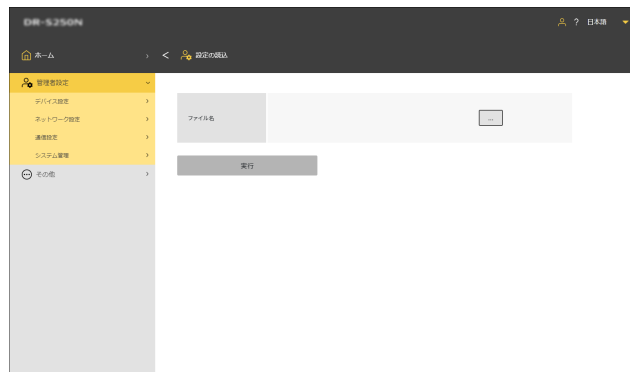 DR-S250N
? 日本語
ホーム
設定の読込
管理者設定
デバイス設定
ネットワーク設定
通信設定
システム管理
その他
ファイル名
...
実行